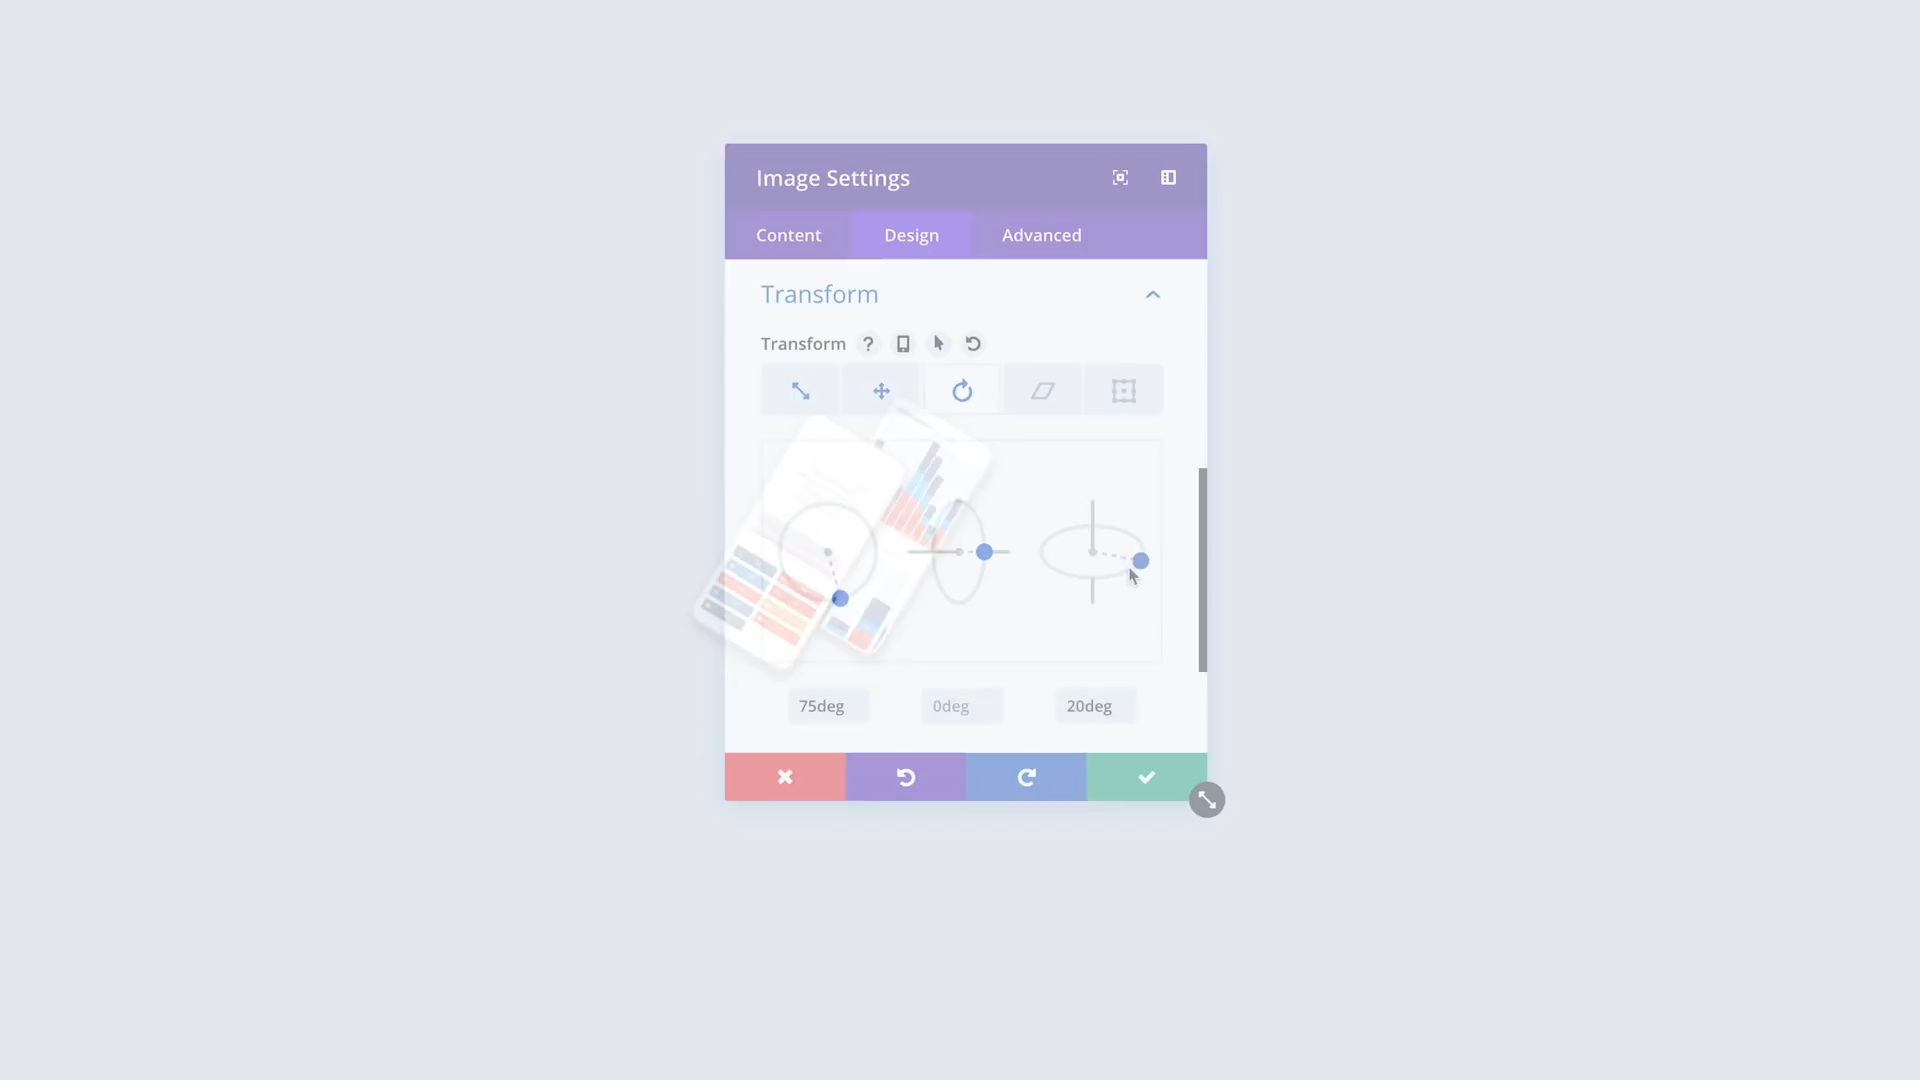 Image Settings
Content Design Advanced
Transform
Transform ?
75deg 0deg 20deg